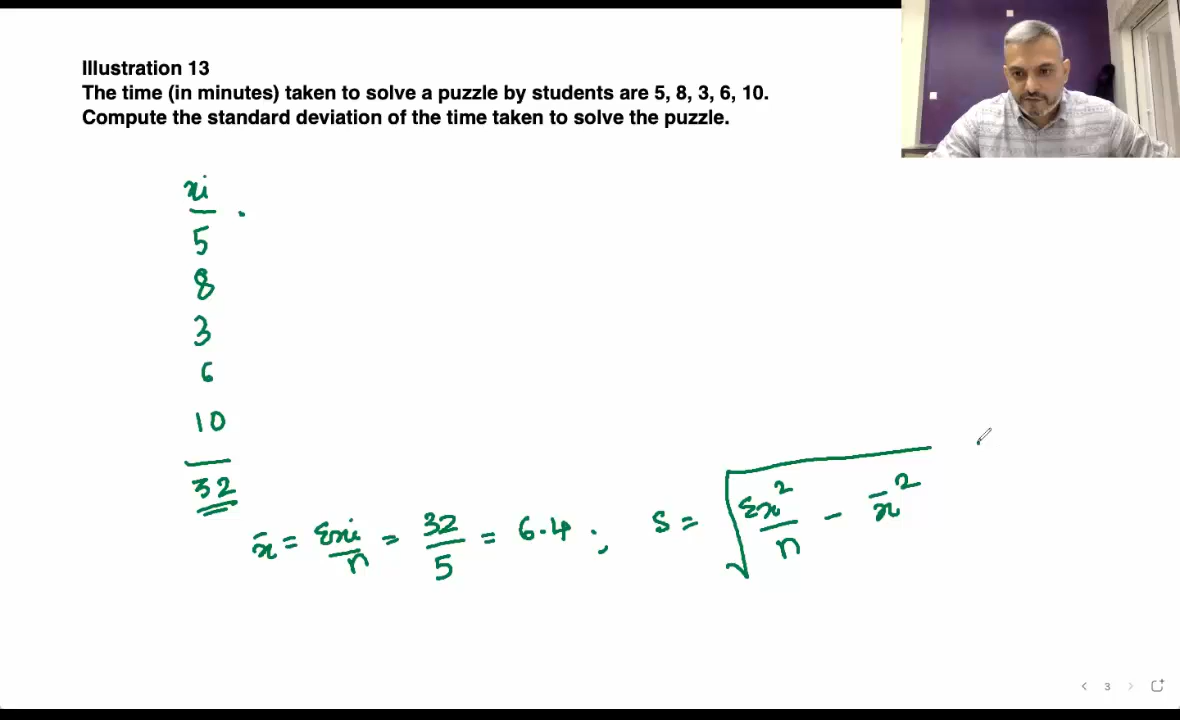 Illustration 13
The time (in minutes) taken to solve a puzzle by students are 5, 8, 3, 6, 10.
Compute the standard deviation of the time taken to solve the puzzle.
xi
5
8
3
6
10
32
x̄ = Σxi/n = 32/5 = 6.4 ; s = √(Σx²/n - x̄²)
3